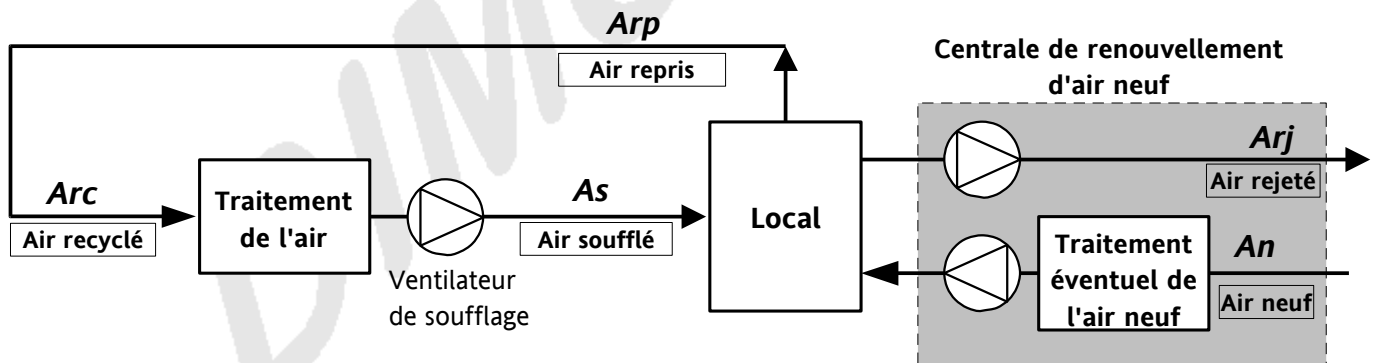 Arp
Air repris
Centrale de renouvellement
d'air neuf
Arj
Air rejeté
Arc
Air recyclé
Traitement
de l'air
As
Air soufflé
Local
Ventilateur
de soufflage
Traitement
éventuel de
l'air neuf
An
Air neuf